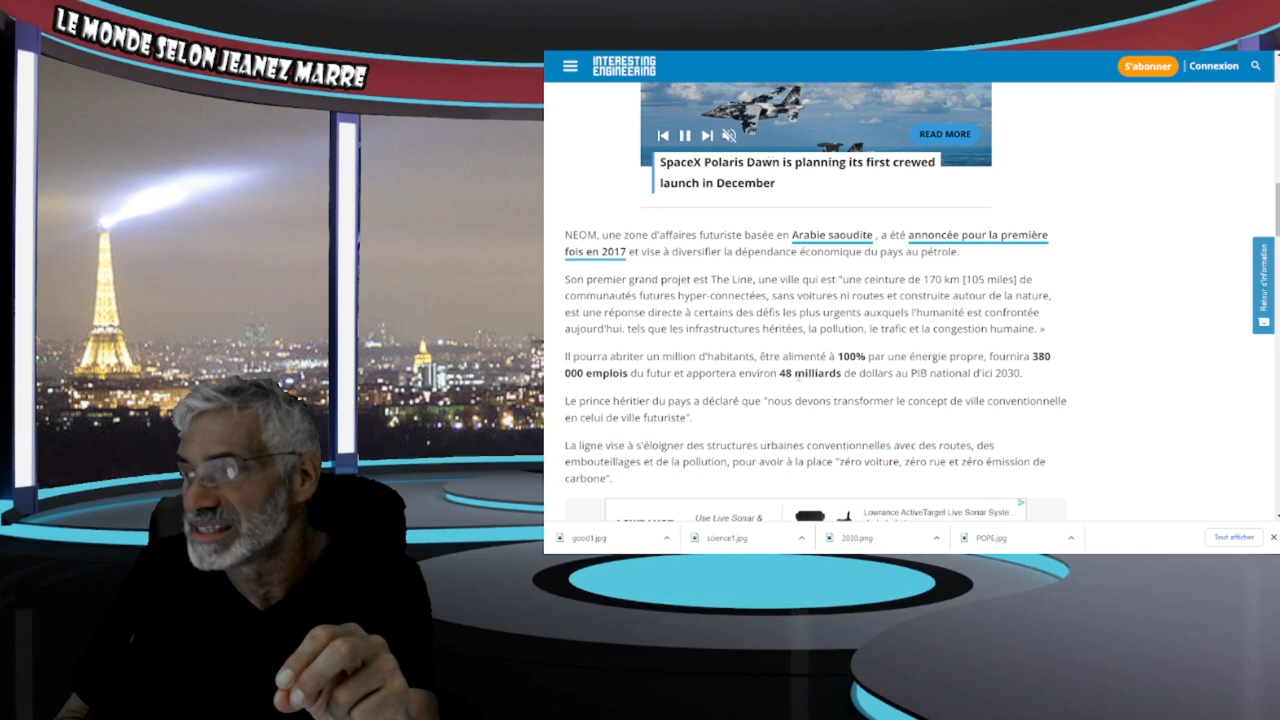 LE MONDE SELON JEANEZ MARRE
INTERESTING
ENGINEERING
S'abonner
Connexion
READ MORE
SpaceX Polaris Dawn is planning its first crewed
launch in December
NEOM, une zone d'affaires futuriste basée en Arabie saoudite , a été annoncée pour la première
fois en 2017 et vise à diversifier la dépendance économique du pays au pétrole.
Son premier grand projet est The Line, une ville qui est "une ceinture de 170 km [105 miles] de
communautés futures hyper-connectées, sans voitures ni routes et construite autour de la nature,
est une réponse directe à certains des défis les plus urgents auxquels l'humanité est confrontée
aujourd'hui. tels que les infrastructures héritées, la pollution, le trafic et la congestion humaine. »
Il pourra abriter un million d'habitants, être alimenté à 100% par une énergie propre, fournira 380
000 emplois du futur et apportera environ 48 milliards de dollars au PIB national d'ici 2030.
Le prince héritier du pays a déclaré que "nous devons transformer le concept de ville conventionnelle
en celui de ville futuriste".
La ligne vise à s'éloigner des structures urbaines conventionnelles avec des routes, des
embouteillages et de la pollution, pour avoir à la place "zéro voiture, zéro rue et zéro émission de
carbone".
Retour d'information
Use Live Sonar &
Lowrance ActiveTarget Live Sonar Syste...
good1.jpg
science1.jpg
2030.png
POPE.jpg
Tout afficher